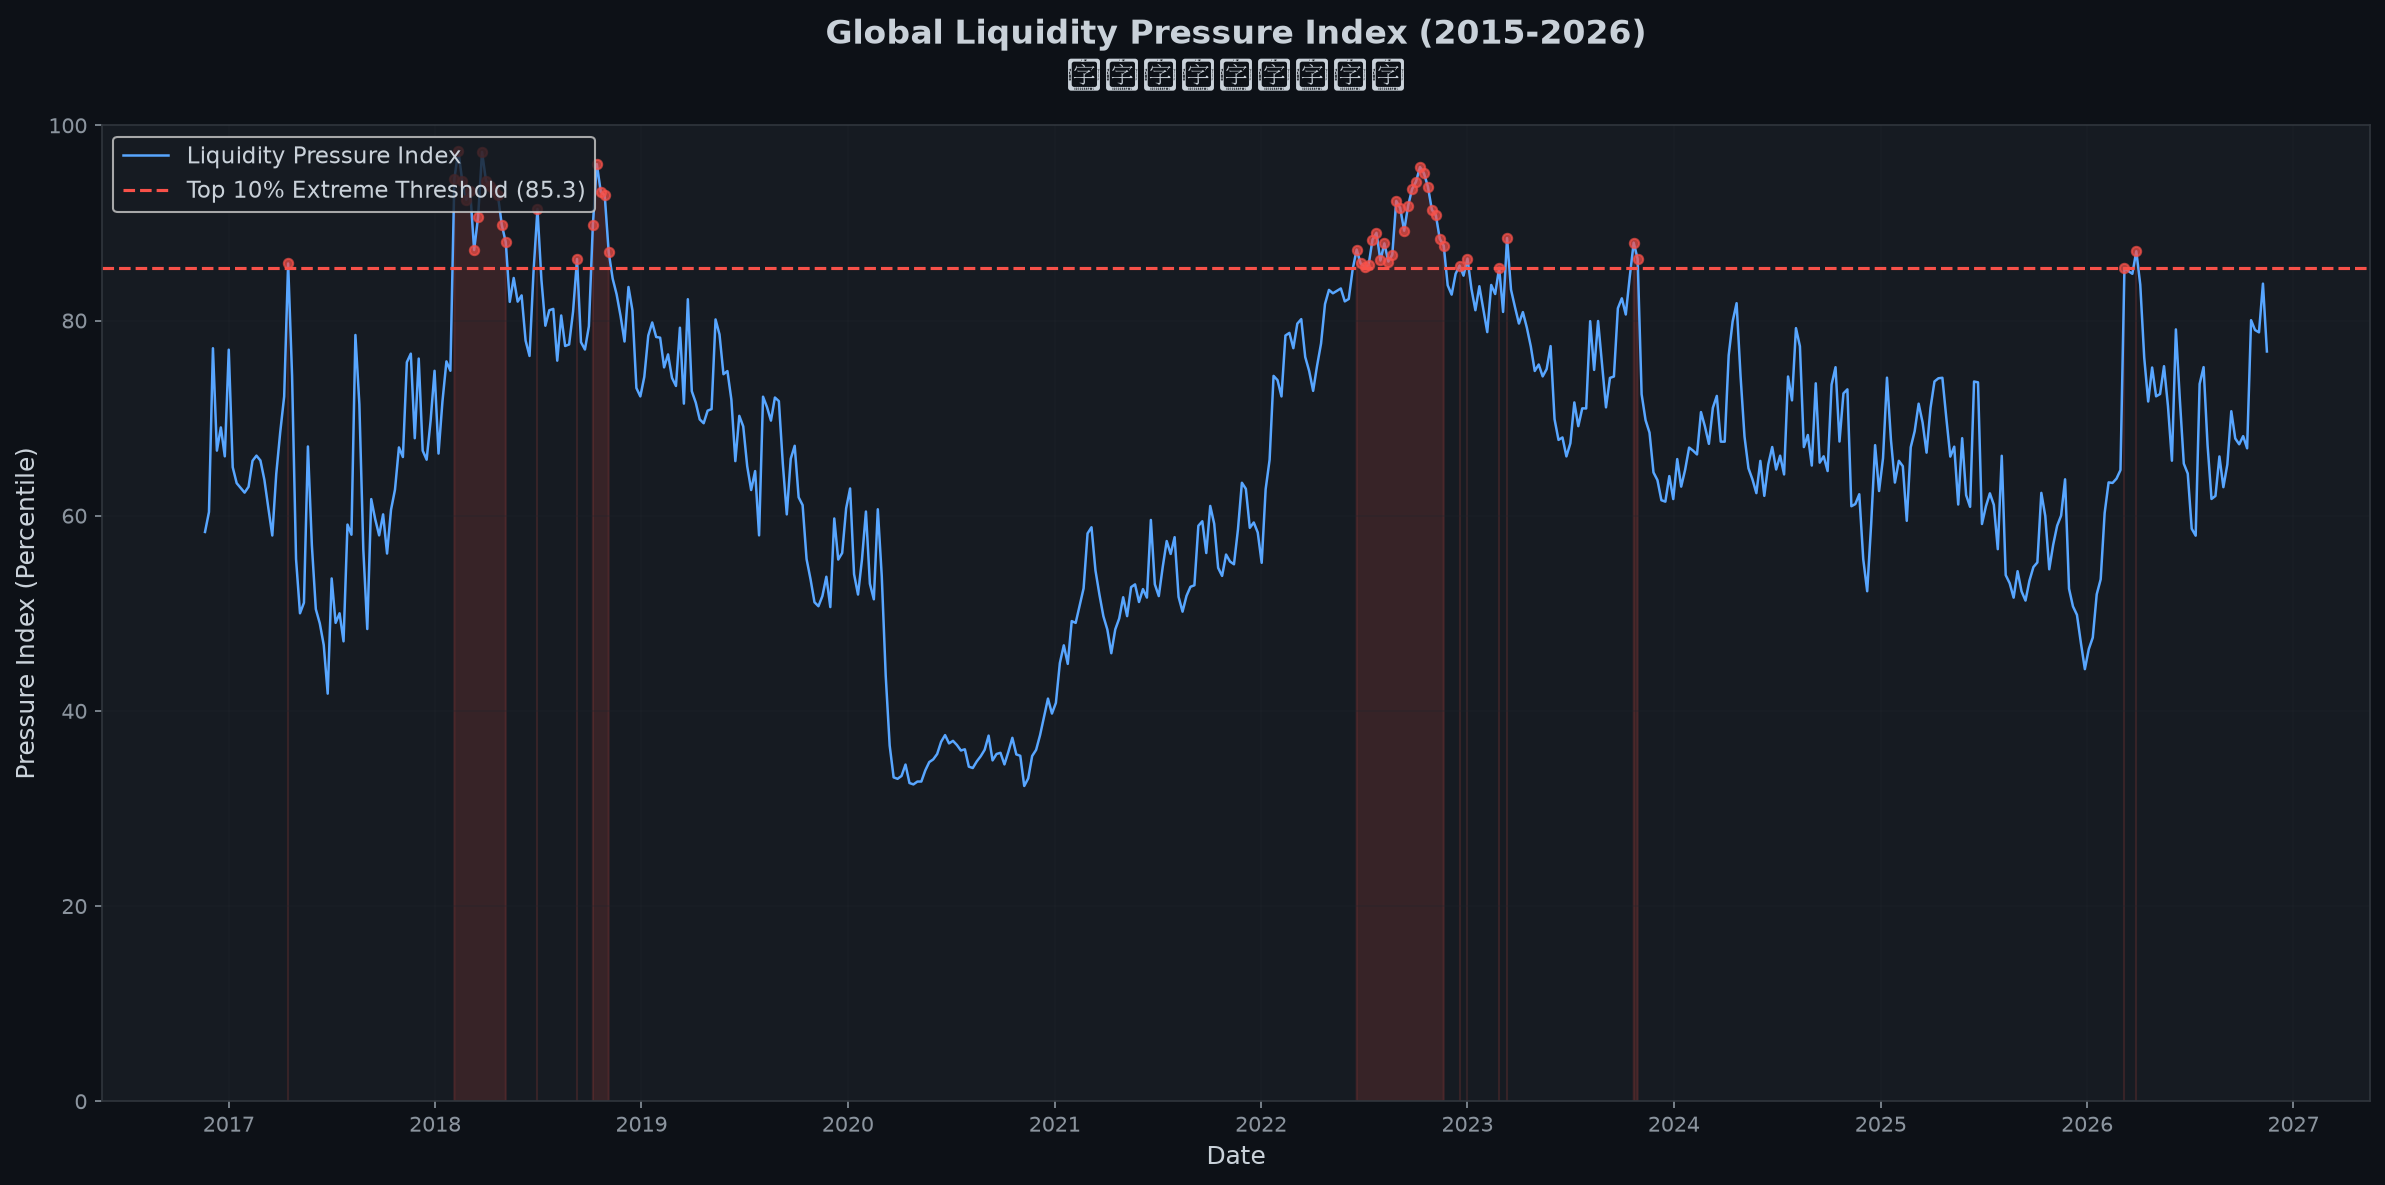 Global Liquidity Pressure Index (2015-2026)
100
80
60
40
20
0
Pressure Index (Percentile)
Liquidity Pressure Index
Top 10% Extreme Threshold (85.3)
2017 2018 2019 2020 2021 2022 2023 2024 2025 2026 2027
Date